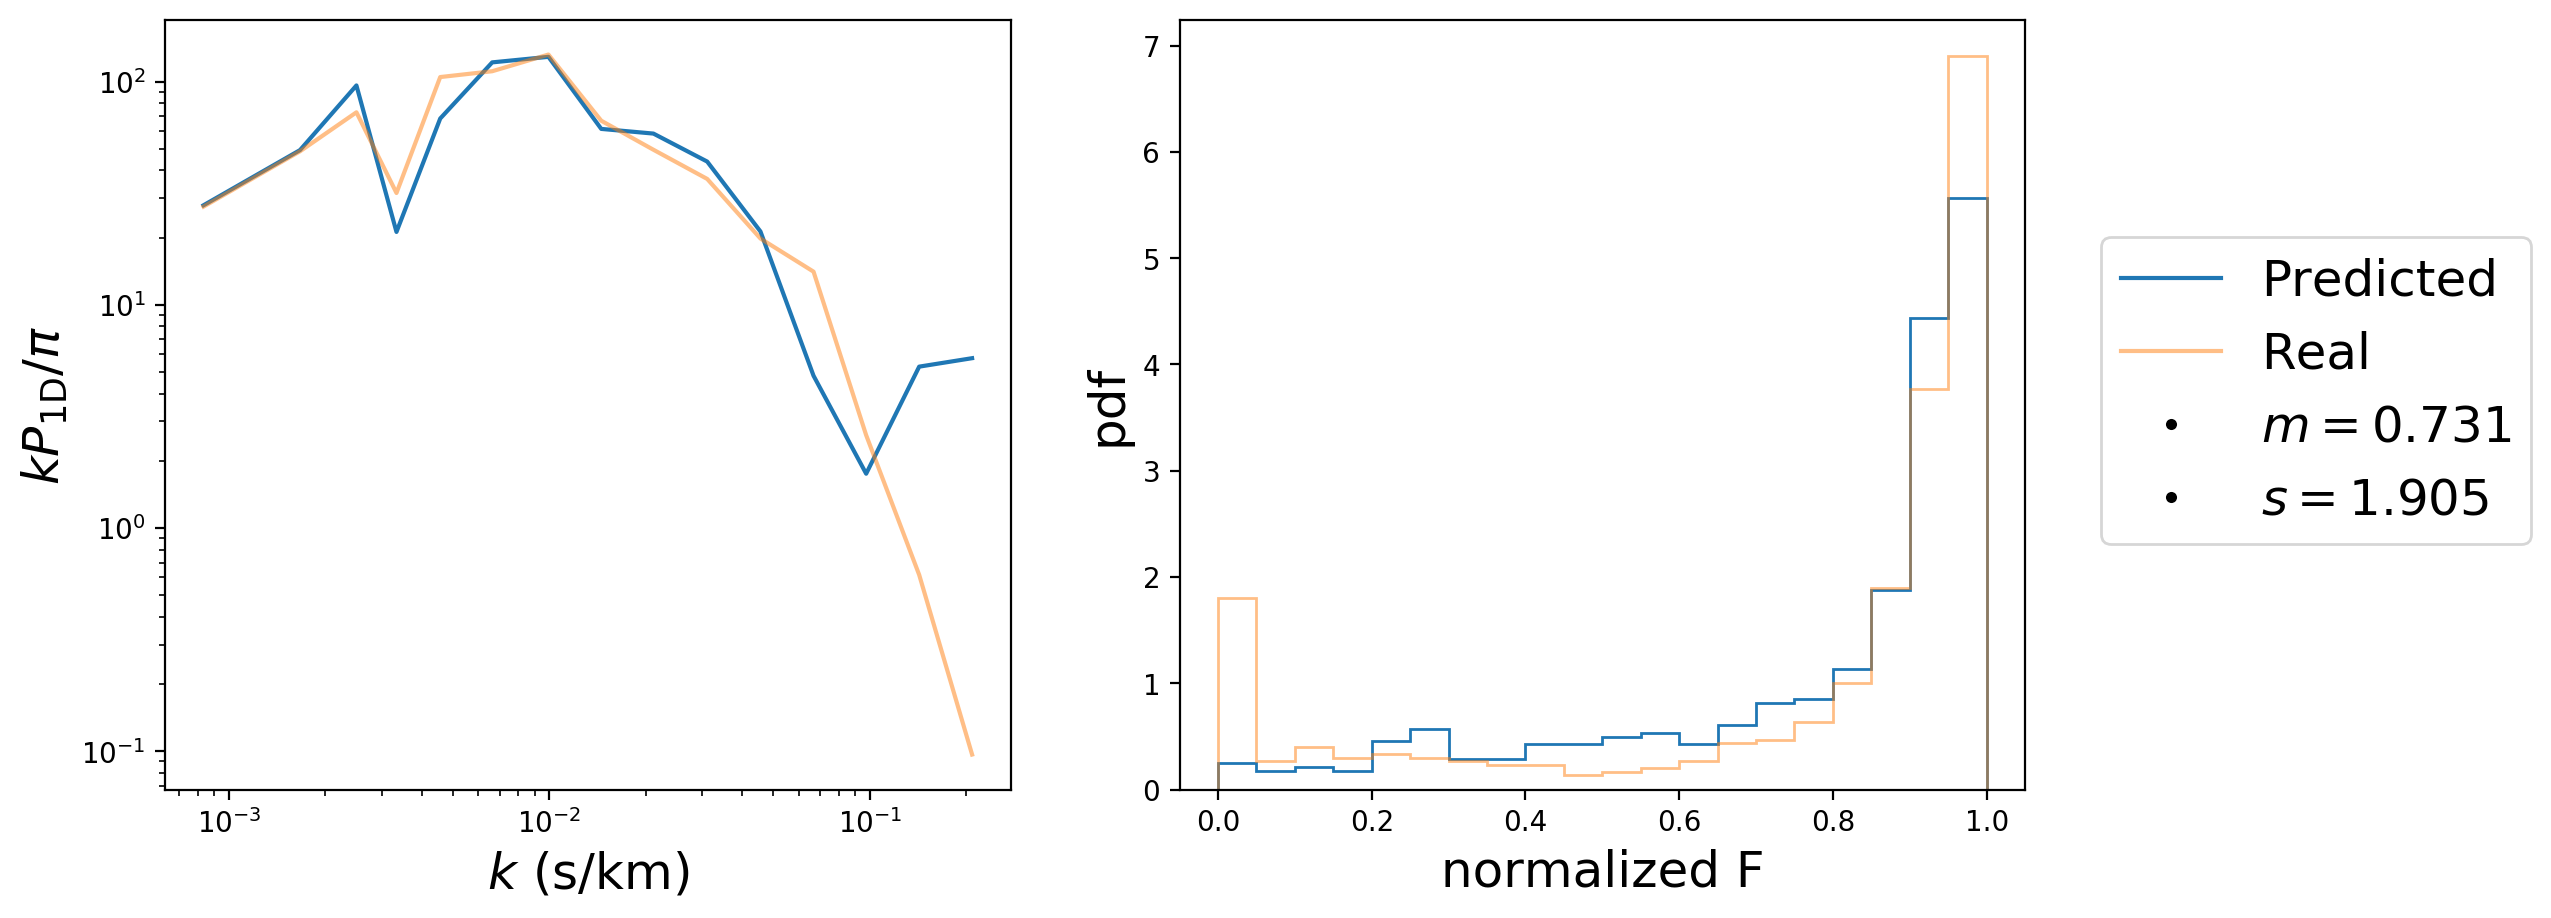 10²
10¹
10⁰
10⁻¹
kP₁D/π
10⁻³
10⁻²
10⁻¹
k (s/km)
7
6
5
4
3
2
1
0
pdf
0.0
0.2
0.4
0.6
0.8
1.0
normalized F
Predicted
Real
m = 0.731
s = 1.905